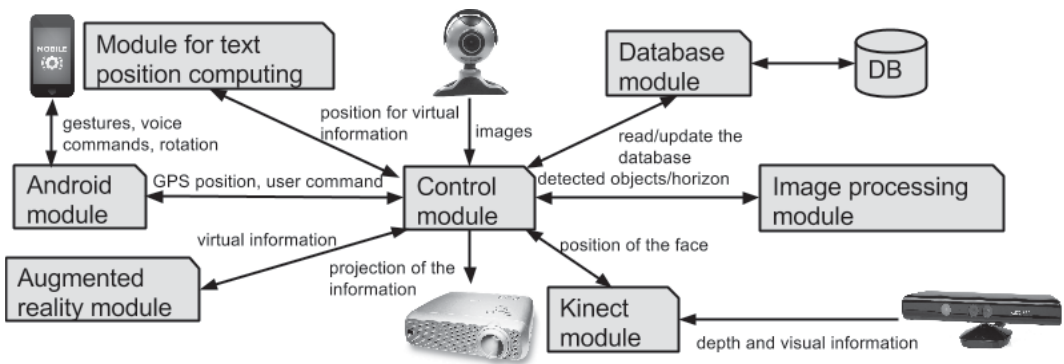 MOBILE
Module for text
position computing
Database
module
DB
gestures, voice
commands, rotation
position for virtual
information
images
read/update the
database
Android
module
GPS position, user command
Control
module
detected objects/horizon
Image processing
module
virtual information
position of the face
Augmented
reality module
projection of the
information
Kinect
module
depth and visual information